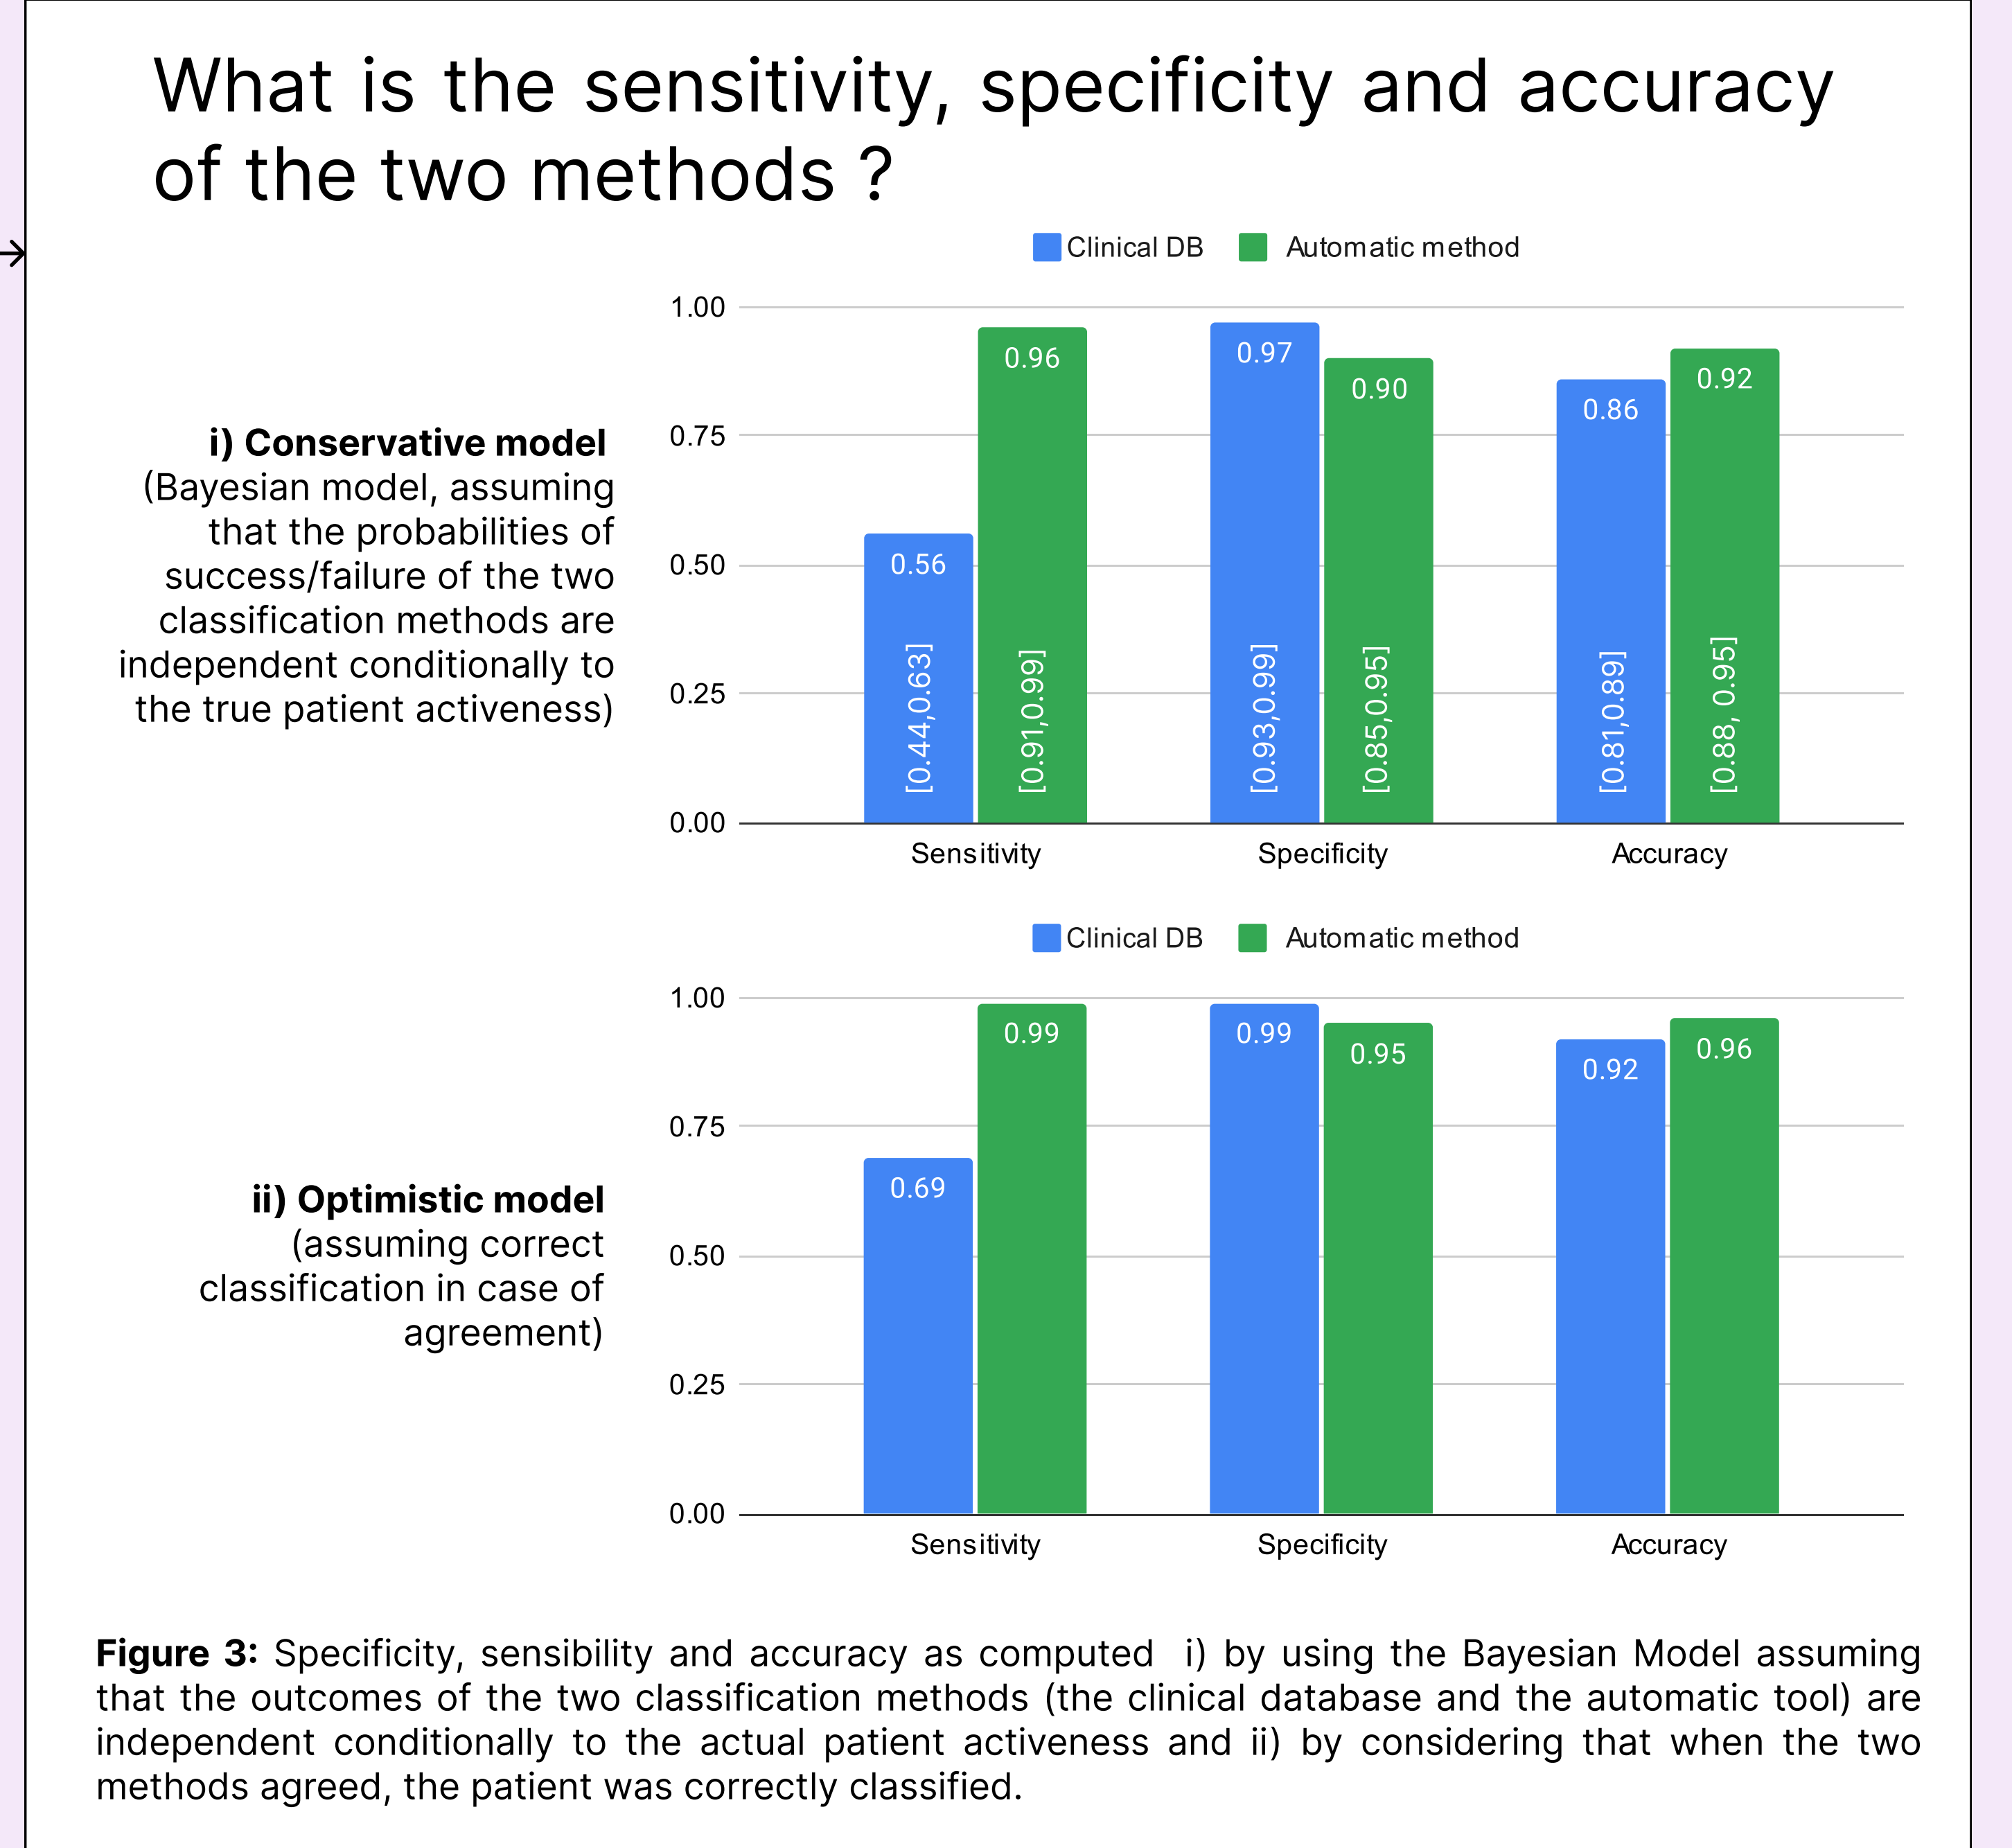 What is the sensitivity, specificity and accuracy
of the two methods ?
Clinical DB Automatic method
i) Conservative model
(Bayesian model, assuming
that the probabilities of
success/failure of the two
classification methods are
independent conditionally to
the true patient activeness)
1.00
0.75
0.50
0.25
0.00
0.56
[0.44,0.63]
0.96
[0.91,0.99]
0.97
[0.93,0.99]
0.90
[0.85,0.95]
0.86
[0.81,0.89]
0.92
[0.88, 0.95]
Sensitivity Specificity Accuracy
Clinical DB Automatic method
ii) Optimistic model
(assuming correct
classification in case of
agreement)
1.00
0.75
0.50
0.25
0.00
0.69
0.99
0.99
0.95
0.92
0.96
Sensitivity Specificity Accuracy
Figure 3: Specificity, sensibility and accuracy as computed i) by using the Bayesian Model assuming
that the outcomes of the two classification methods (the clinical database and the automatic tool) are
independent conditionally to the actual patient activeness and ii) by considering that when the two
methods agreed, the patient was correctly classified.